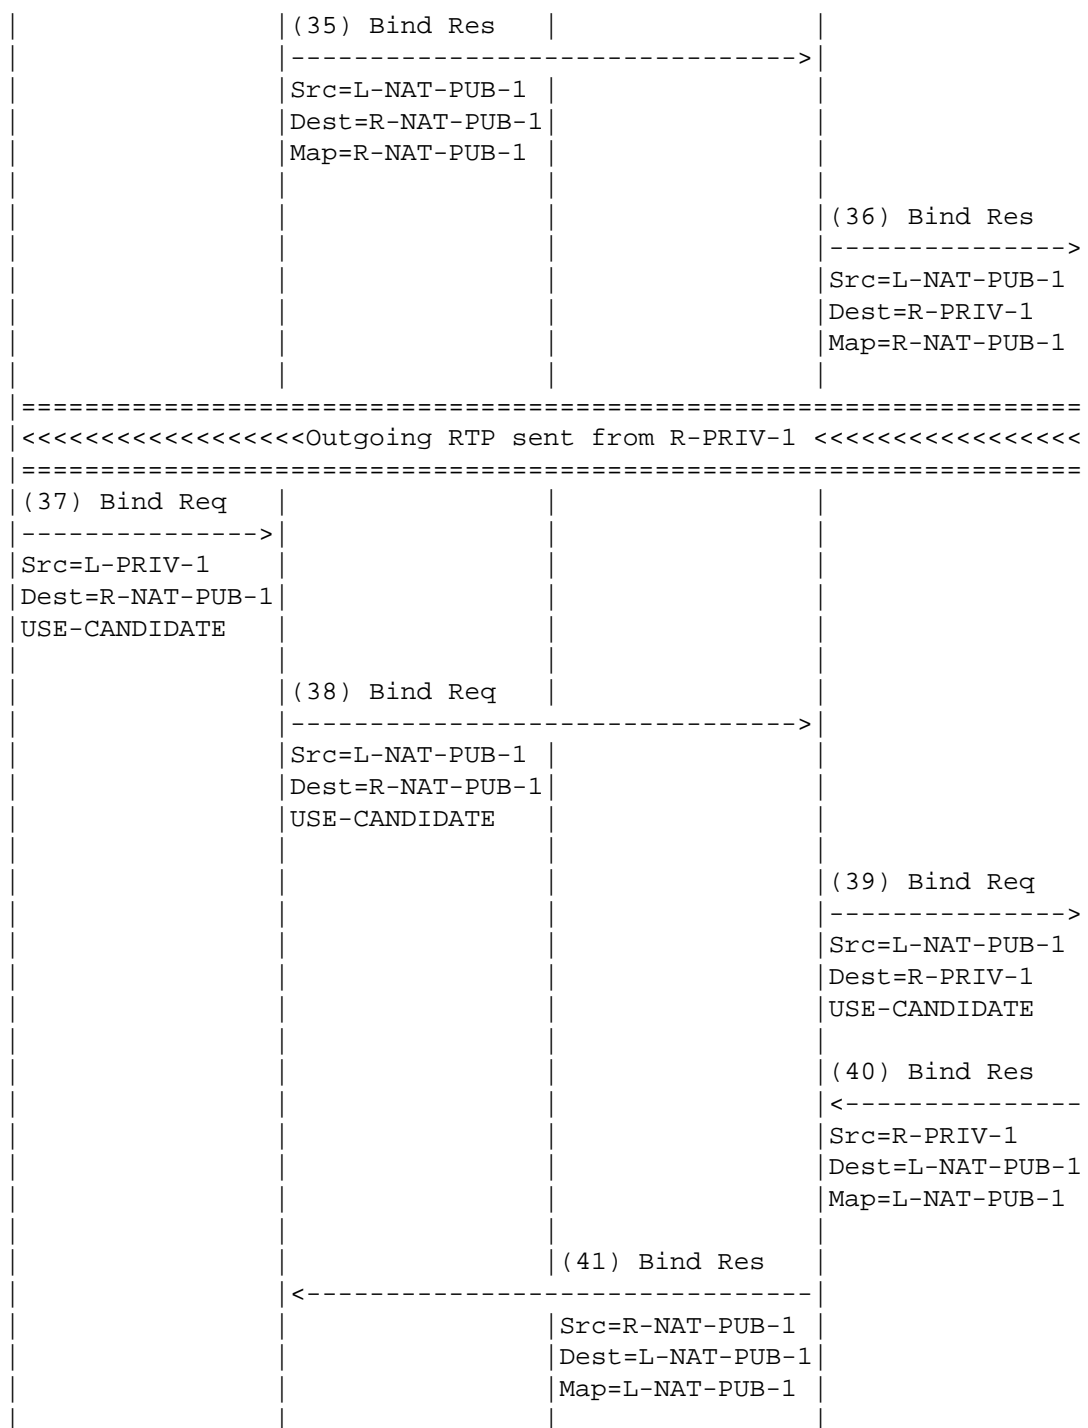 (35) Bind Res
-------------------------------->
Src=L-NAT-PUB-1
Dest=R-NAT-PUB-1
Map=R-NAT-PUB-1
(36) Bind Res
--------------->
Src=L-NAT-PUB-1
Dest=R-PRIV-1
Map=R-NAT-PUB-1
===================================================================
<<<<<<<<<<<<<<<<<<Outgoing RTP sent from R-PRIV-1 <<<<<<<<<<<<<<<<<
===================================================================
(37) Bind Req
--------------->
Src=L-PRIV-1
Dest=R-NAT-PUB-1
USE-CANDIDATE
(38) Bind Req
-------------------------------->
Src=L-NAT-PUB-1
Dest=R-NAT-PUB-1
USE-CANDIDATE
(39) Bind Req
--------------->
Src=L-NAT-PUB-1
Dest=R-PRIV-1
USE-CANDIDATE
(40) Bind Res
<---------------
Src=R-PRIV-1
Dest=L-NAT-PUB-1
Map=L-NAT-PUB-1
(41) Bind Res
<--------------------------------
Src=R-NAT-PUB-1
Dest=L-NAT-PUB-1
Map=L-NAT-PUB-1